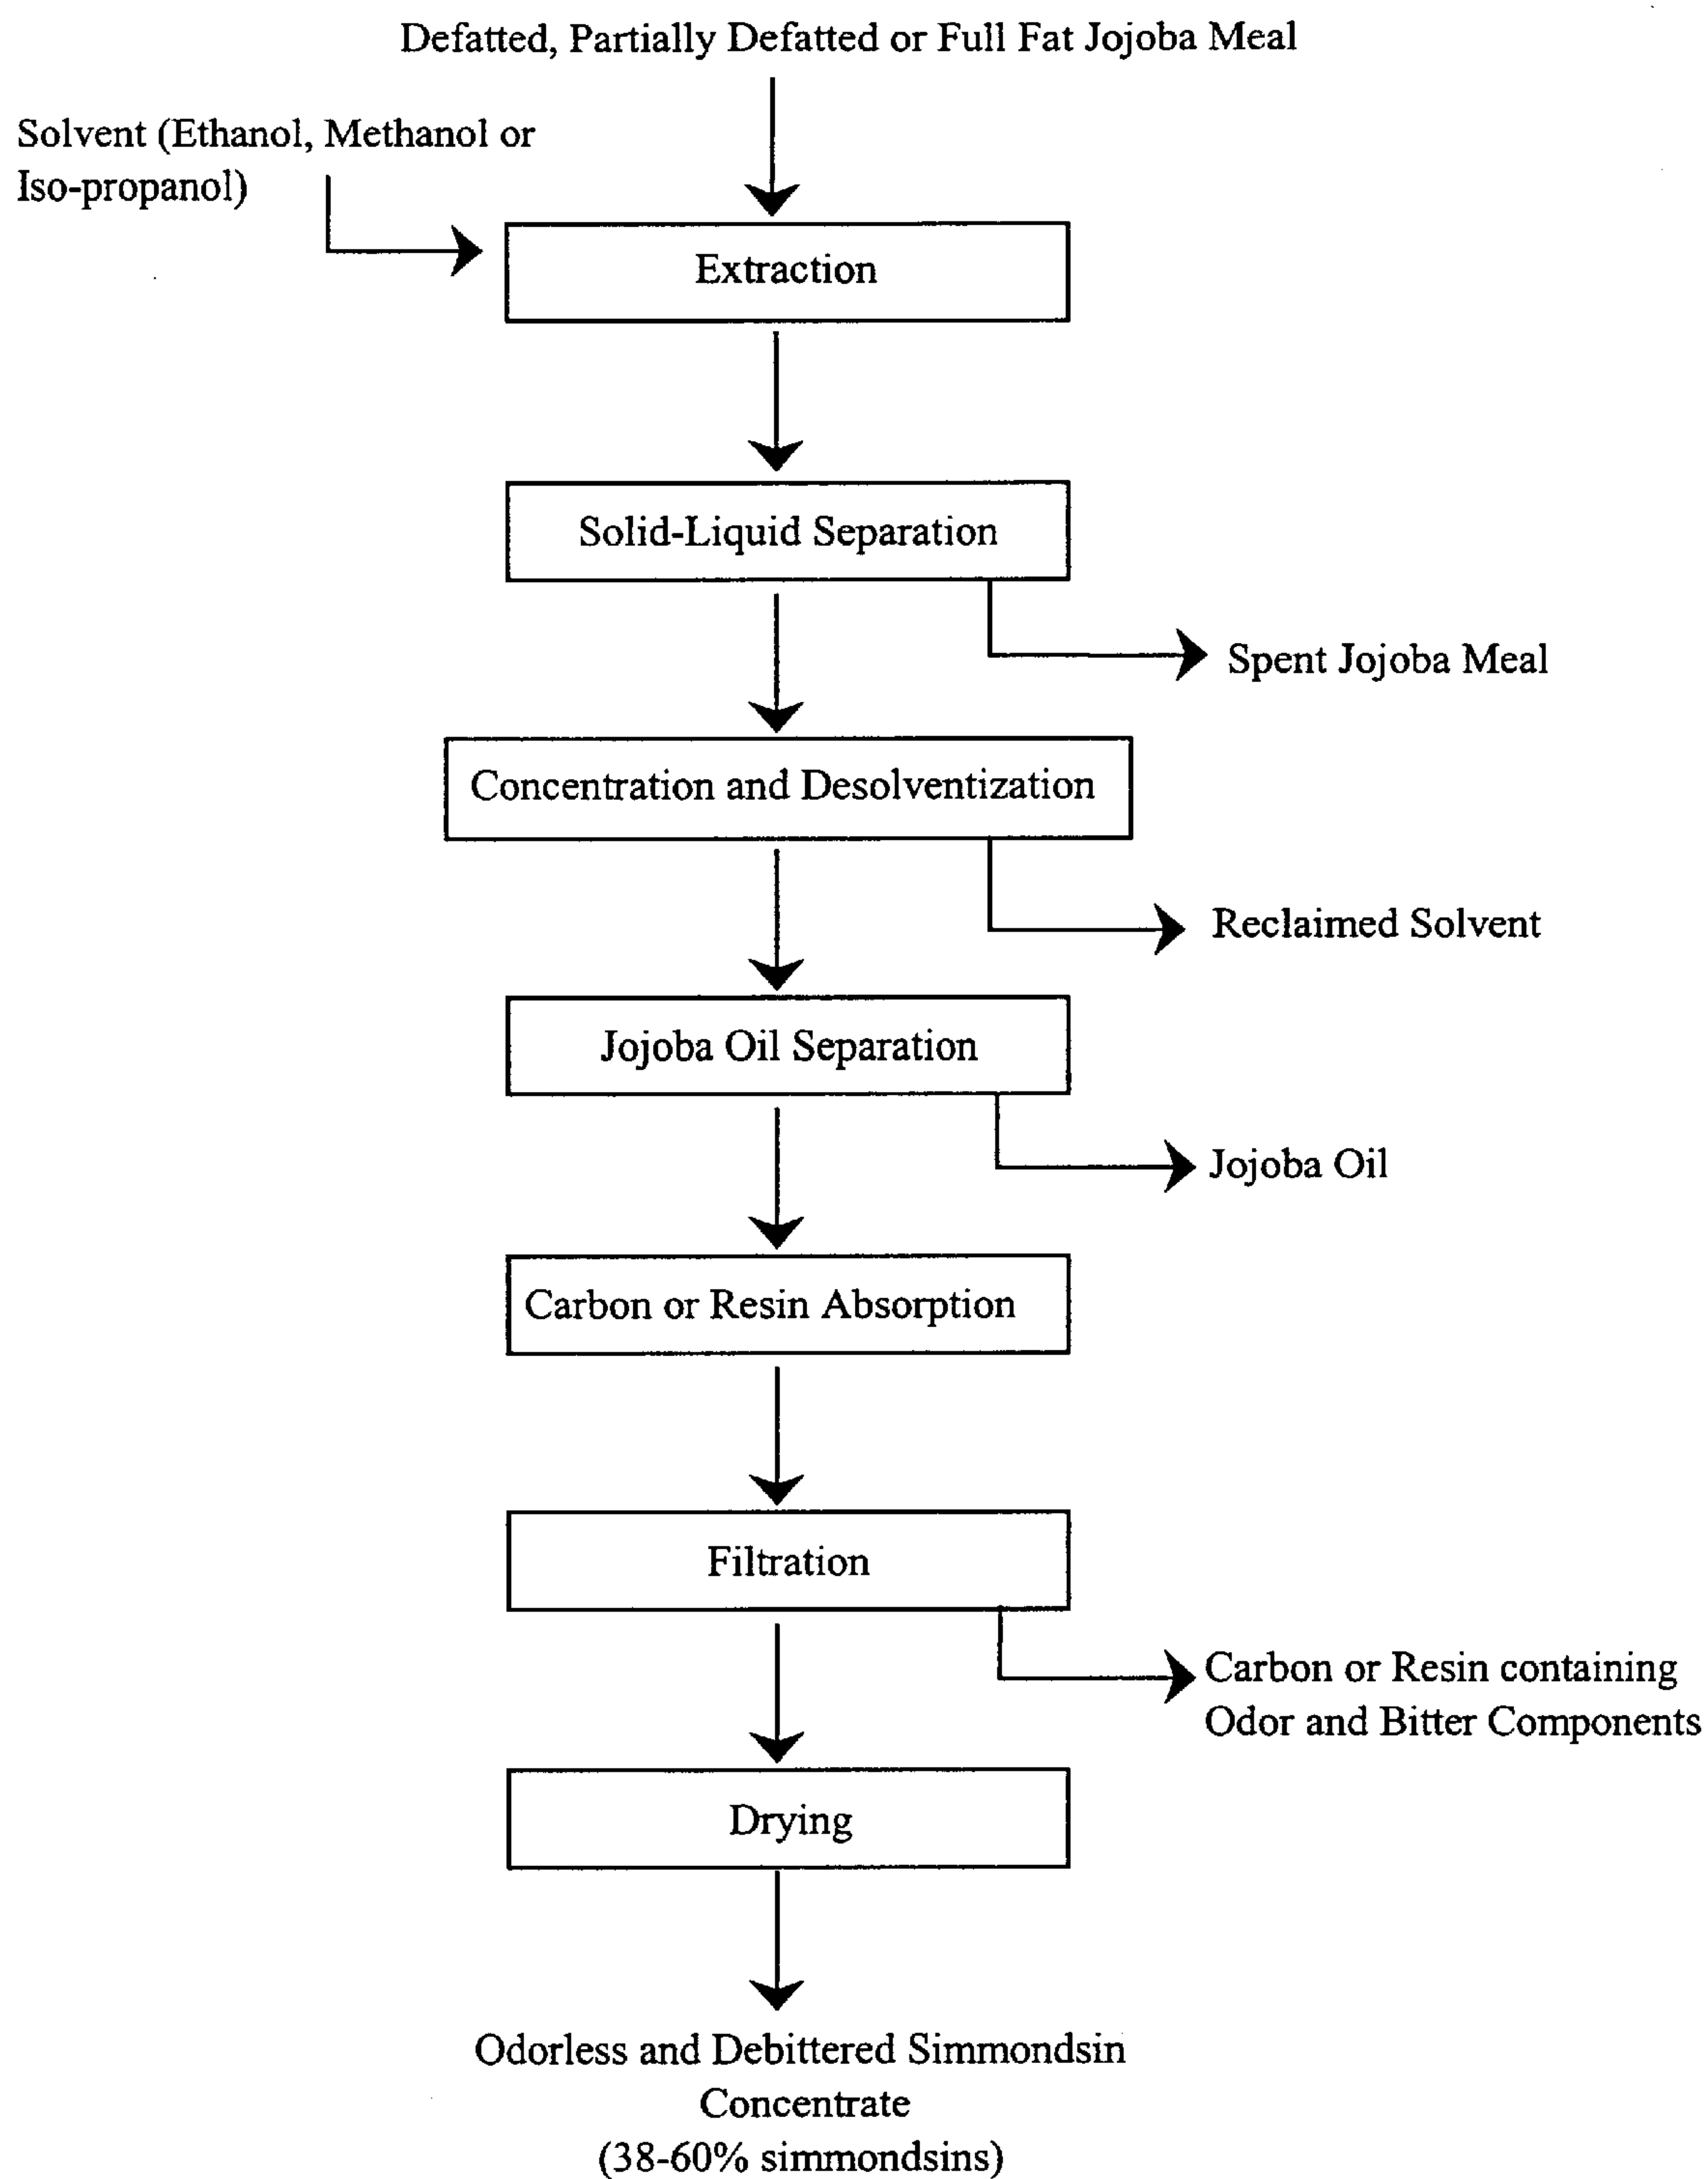 Defatted, Partially Defatted or Full Fat Jojoba Meal
Solvent (Ethanol, Methanol or
Iso-propanol)
Extraction
Solid-Liquid Separation
Spent Jojoba Meal
Concentration and Desolventization
Reclaimed Solvent
Jojoba Oil Separation
Jojoba Oil
Carbon or Resin Absorption
Filtration
Carbon or Resin containing
Odor and Bitter Components
Drying
Odorless and Debittered Simmondsin
Concentrate
(38-60% simmondsins)